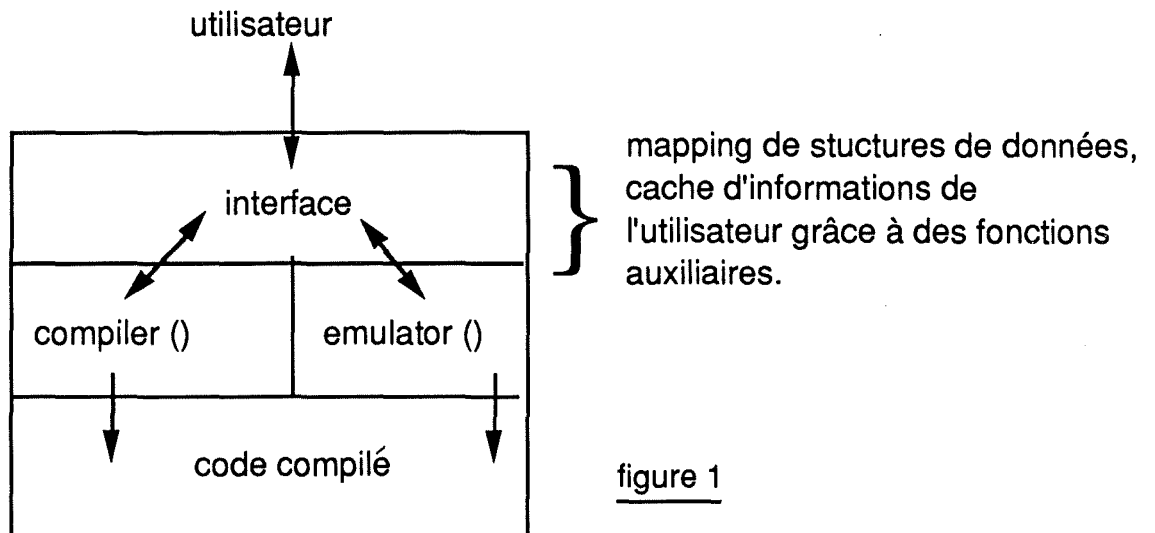 utilisateur
mapping de stuctures de données,
cache d'informations de
l'utilisateur grâce à des fonctions
auxiliaires.
interface
compiler ()
emulator ()
code compilé
figure 1